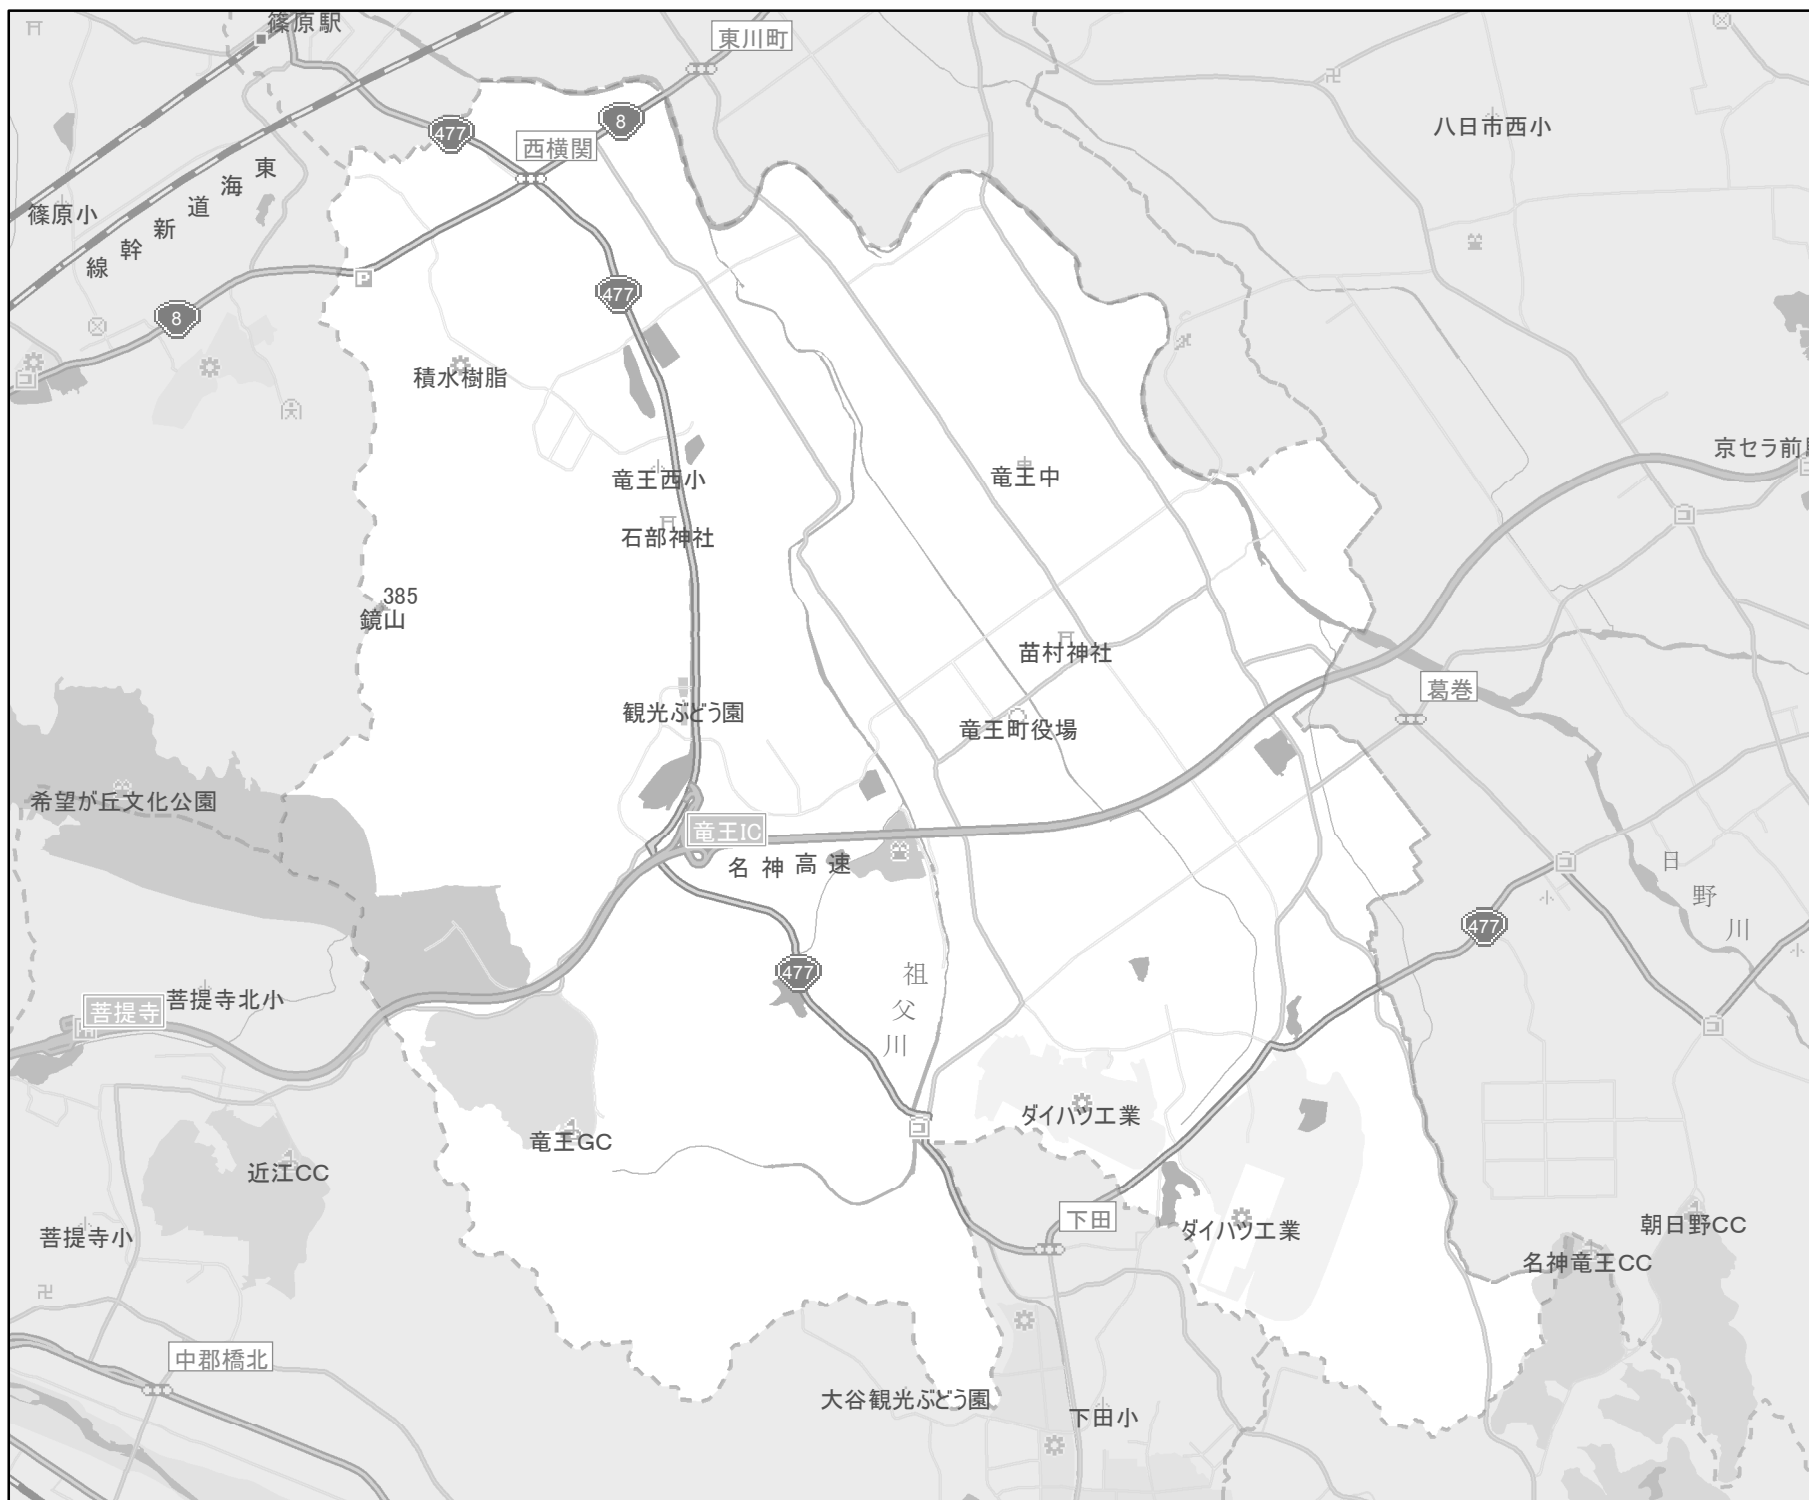 篠原駅
東川町
8
477
西横関
八日市西小
東海道新幹線
篠原小
477
8
積水樹脂
京セラ前
竜王西小
竜王中
石部神社
385
鏡山
苗村神社
葛巻
観光ぶどう園
竜王町役場
希望が丘文化公園
竜王IC
名神高速
日野川
477
477
祖父川
菩提寺北小
菩提寺
ダイハツ工業
竜王GC
近江CC
下田
朝日野CC
菩提寺小
ダイハツ工業
名神竜王CC
中郡橋北
大谷観光ぶどう園
下田小